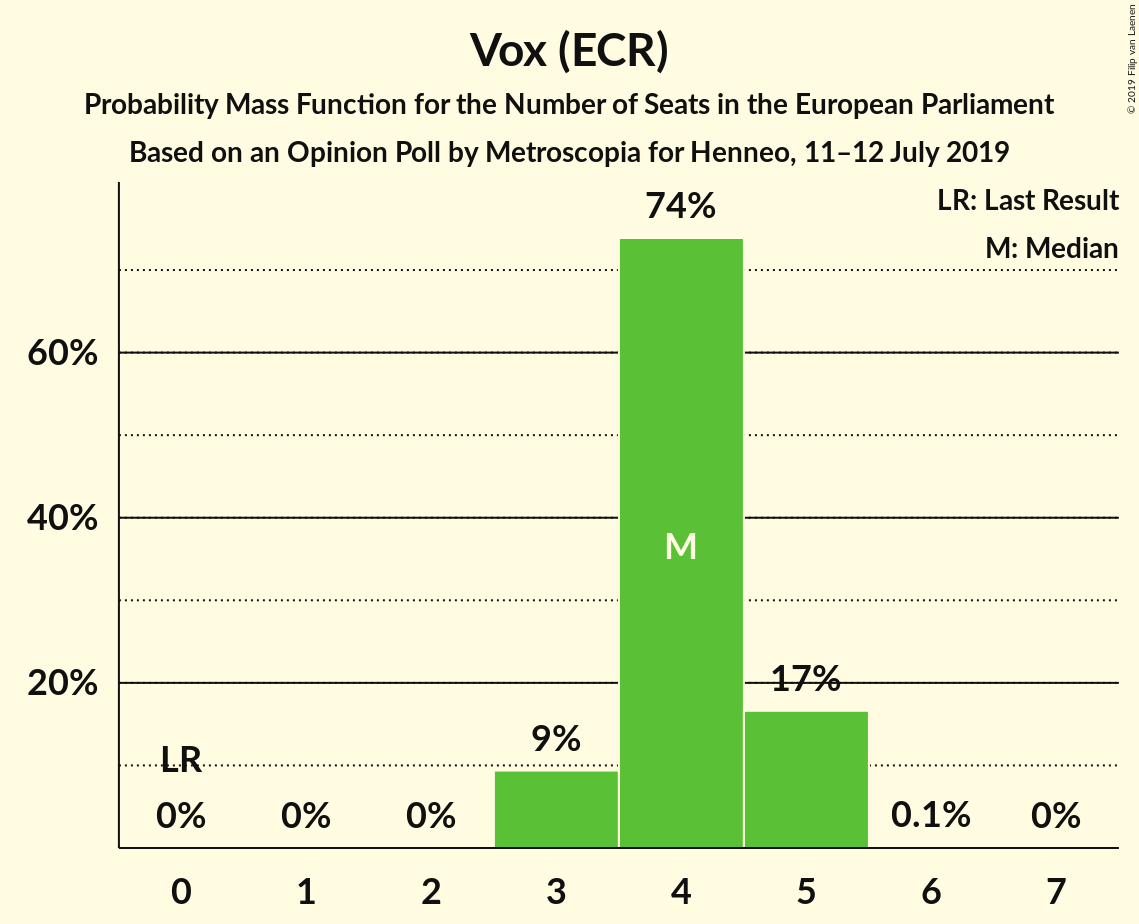 Vox (ECR)
Probability Mass Function for the Number of Seats in the European Parliament
Based on an Opinion Poll by Metroscopia for Henneo, 11–12 July 2019
© 2019 Filip van Laenen
LR: Last Result
M: Median
74%
60%
40%
M
20%
17%
9%
LR
0%
0%
0%
0.1%
0%
0
1
2
3
4
5
6
7